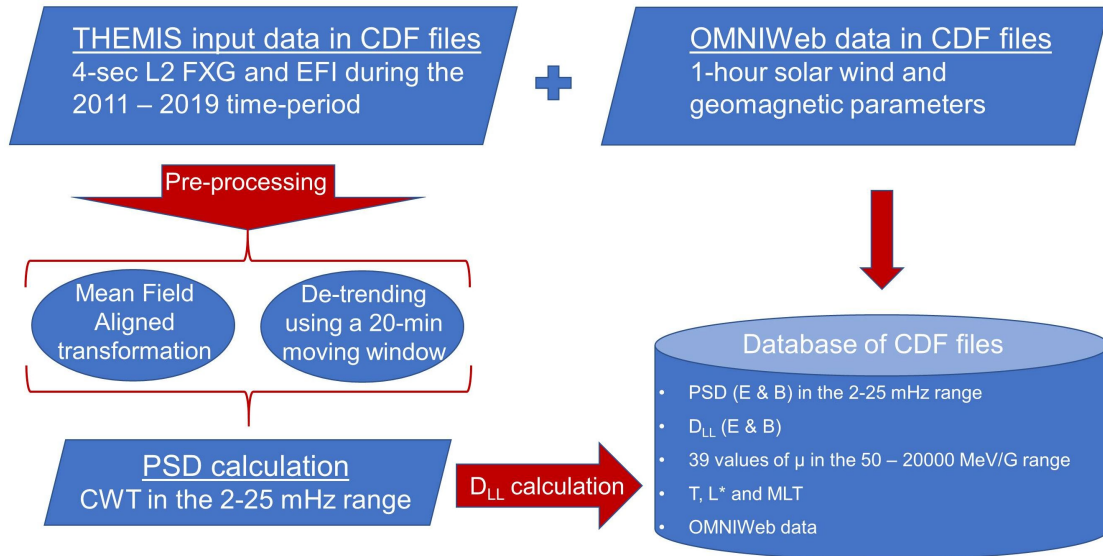 THEMIS input data in CDF files
4-sec L2 FXG and EFI during the
2011 – 2019 time-period
OMNIWeb data in CDF files
1-hour solar wind and
geomagnetic parameters
Pre-processing
Mean Field
Aligned
transformation
De-trending
using a 20-min
moving window
PSD calculation
CWT in the 2-25 mHz range
D_LL calculation
Database of CDF files
• PSD (E & B) in the 2-25 mHz range
• D_LL (E & B)
• 39 values of μ in the 50 – 20000 MeV/G range
• T, L* and MLT
• OMNIWeb data